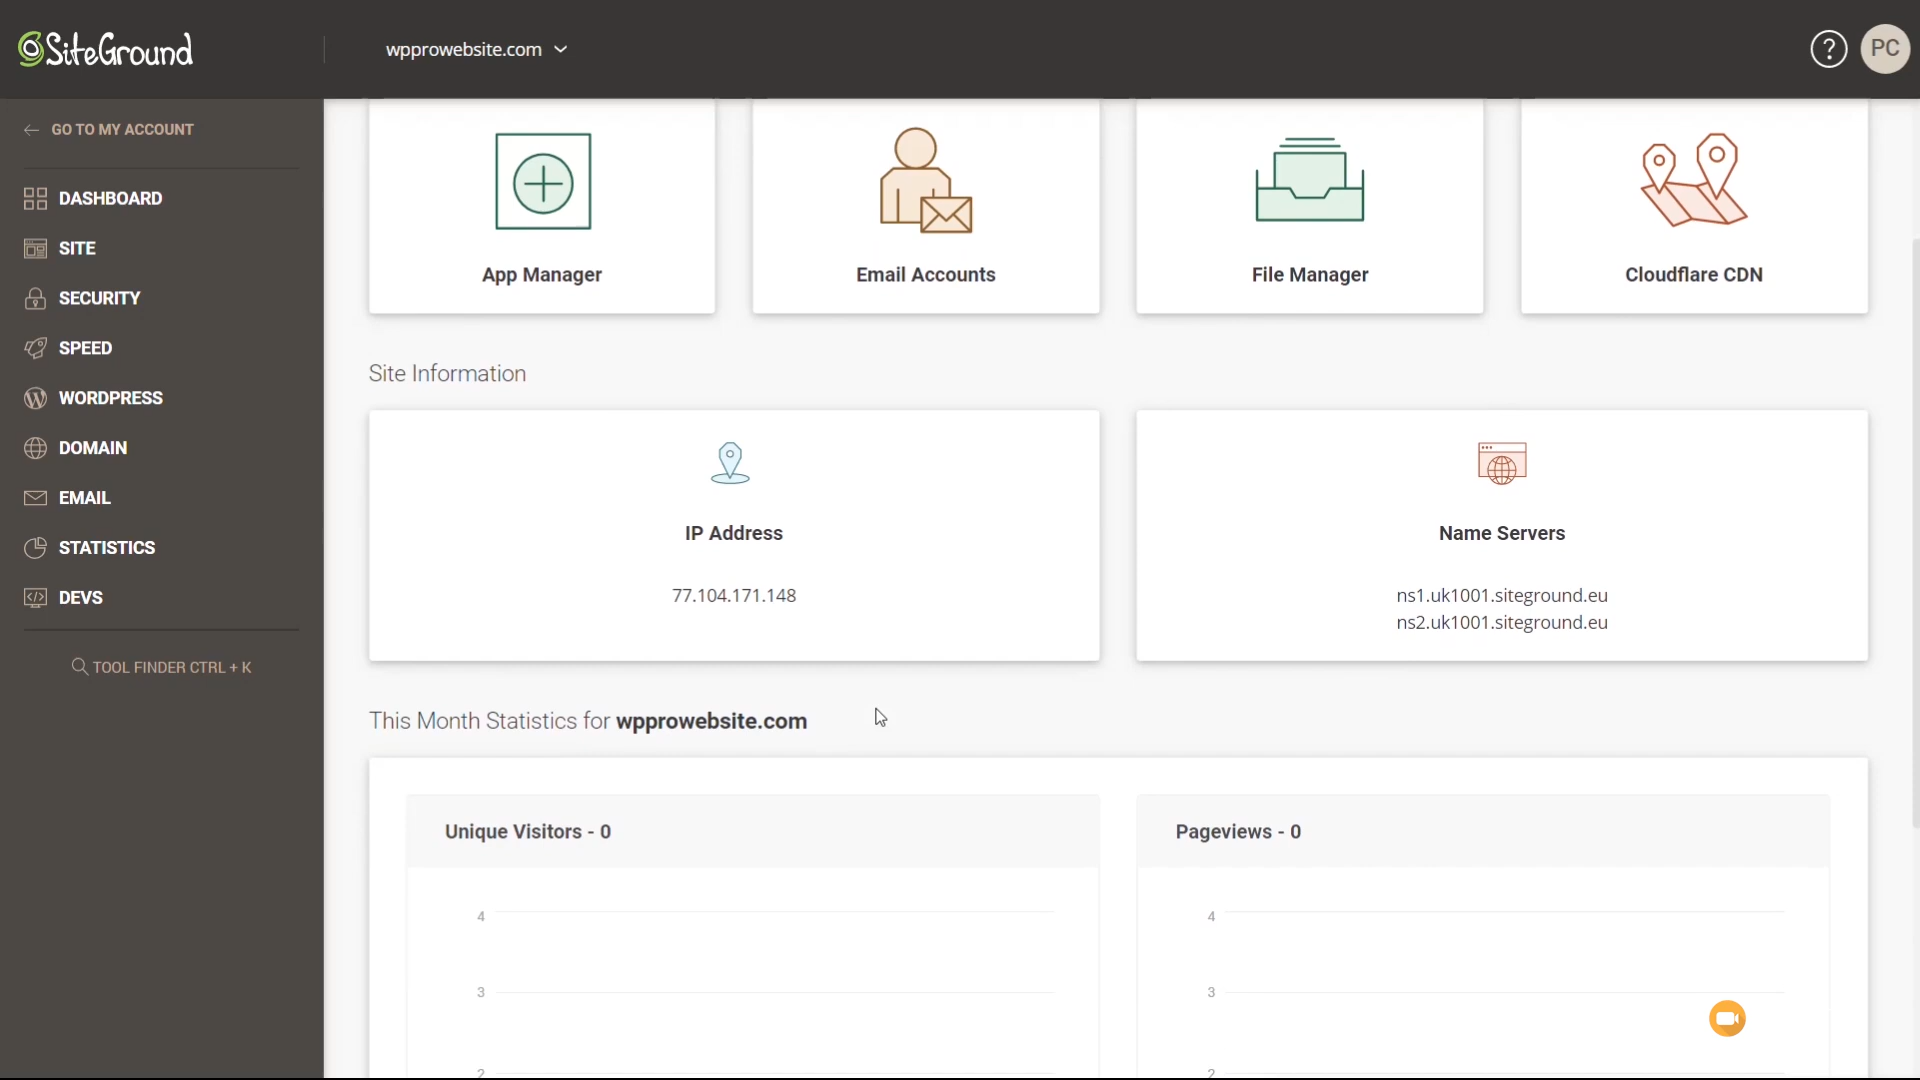 SiteGround
wpprowebsite.com
?
PC
GO TO MY ACCOUNT
DASHBOARD
SITE
SECURITY
SPEED
WORDPRESS
DOMAIN
EMAIL
STATISTICS
DEVS
TOOL FINDER CTRL + K
App Manager
Email Accounts
File Manager
Cloudflare CDN
Site Information
IP Address
77.104.171.148
Name Servers
ns1.uk1001.siteground.eu
ns2.uk1001.siteground.eu
This Month Statistics for wpprowebsite.com
Unique Visitors - 0
4
3
2
Pageviews - 0
4
3
2